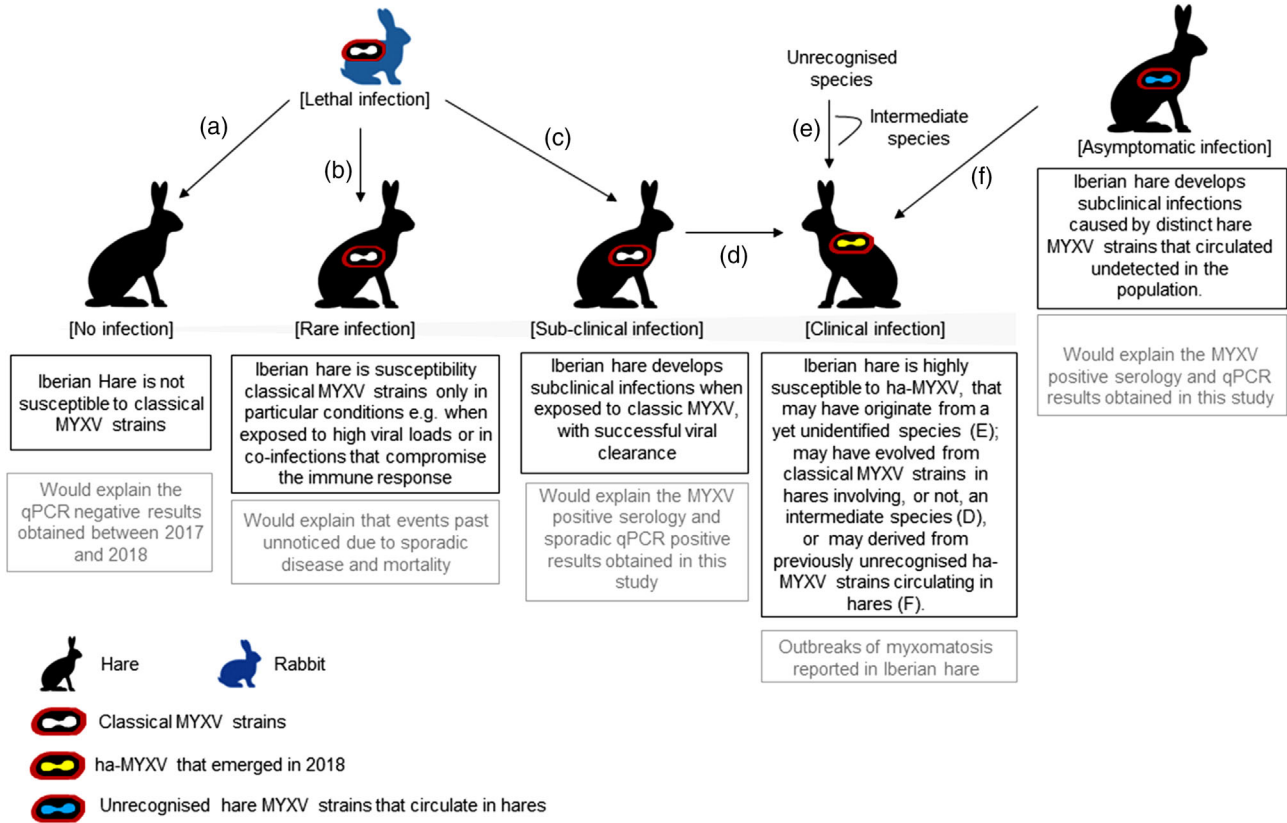 [Lethal infection]
(a)
(b)
(c)
Unrecognised
species
(e)
Intermediate
species
(d)
(f)
[Asymptomatic infection]
Iberian hare develops
subclinical infections
caused by distinct hare
MYXV strains that circulated
undetected in the
population.
Would explain the MYXV
positive serology and qPCR
results obtained in this study
[No infection]
Iberian Hare is not
susceptible to classical
MYXV strains
Would explain the
qPCR negative results
obtained between 2017
and 2018
[Rare infection]
Iberian hare is susceptibility
classical MYXV strains only in
particular conditions e.g. when
exposed to high viral loads or in
co-infections that compromise
the immune response
Would explain that events past
unnoticed due to sporadic
disease and mortality
[Sub-clinical infection]
Iberian hare develops
subclinical infections when
exposed to classic MYXV,
with successful viral
clearance
Would explain the MYXV
positive serology and
sporadic qPCR positive
results obtained in this
study
[Clinical infection]
Iberian hare is highly
susceptible to ha-MYXV, that
may have originate from a
yet unidentified species (E);
may have evolved from
classical MYXV strains in
hares involving, or not, an
intermediate species (D),
or may derived from
previously unrecognised ha-
MYXV strains circulating in
hares (F).
Outbreaks of myxomatosis
reported in Iberian hare
Hare
Rabbit
Classical MYXV strains
ha-MYXV that emerged in 2018
Unrecognised hare MYXV strains that circulate in hares